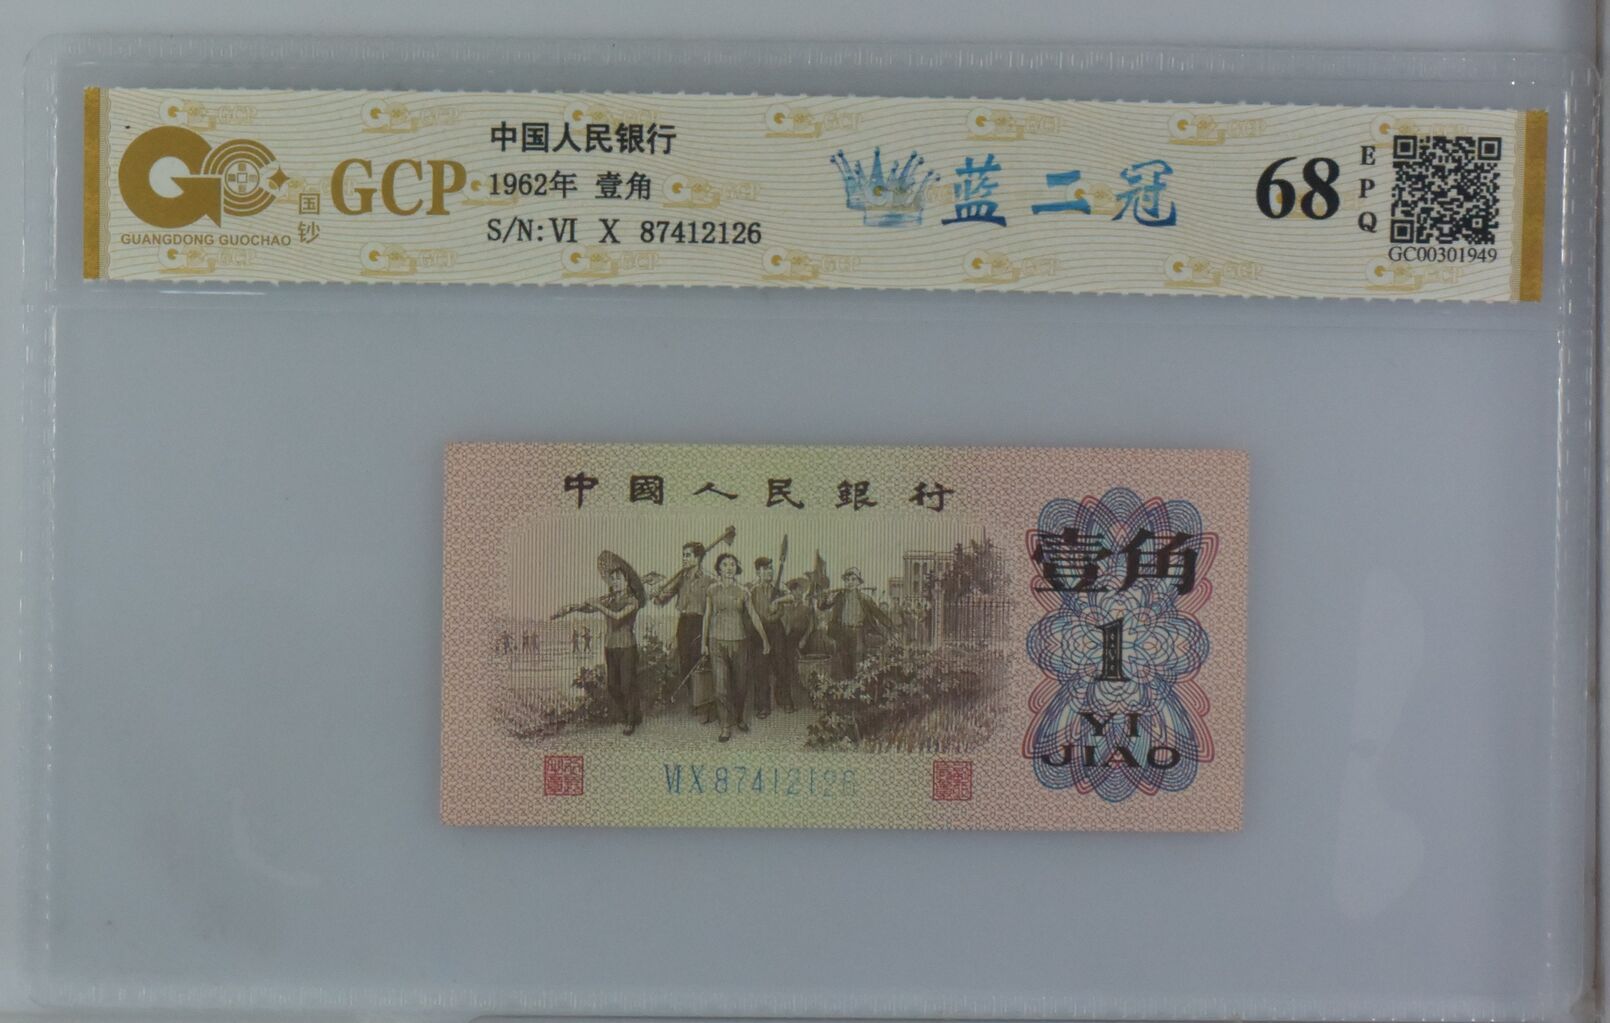 GUANGDONG GUOCHAO
国钞
GCP
中国人民银行
1962年 壹角
S/N: VI X 87412126
蓝二冠
68
EPQ
GC00301949
中國人民銀行
壹角
1
YI
JIAO
VI X 87412126